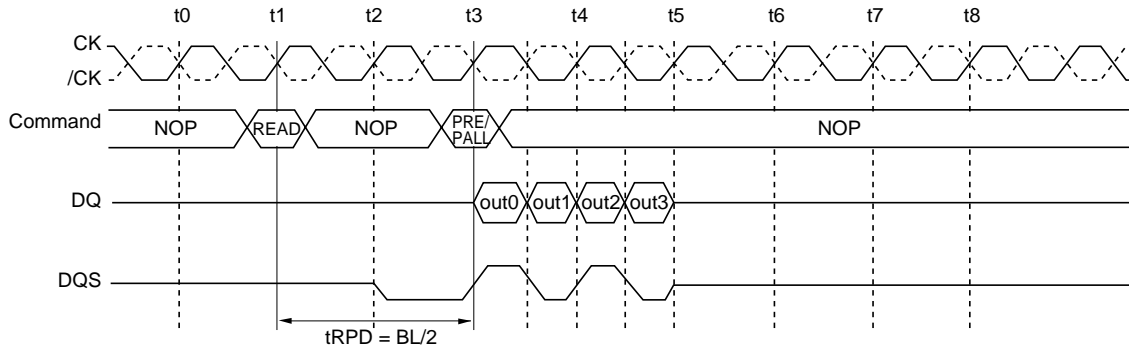 t0 t1 t2 t3 t4 t5 t6 t7 t8
CK
/CK
Command NOP READ NOP PRE/ PALL NOP
DQ out0 out1 out2 out3
DQS
tRPD = BL/2